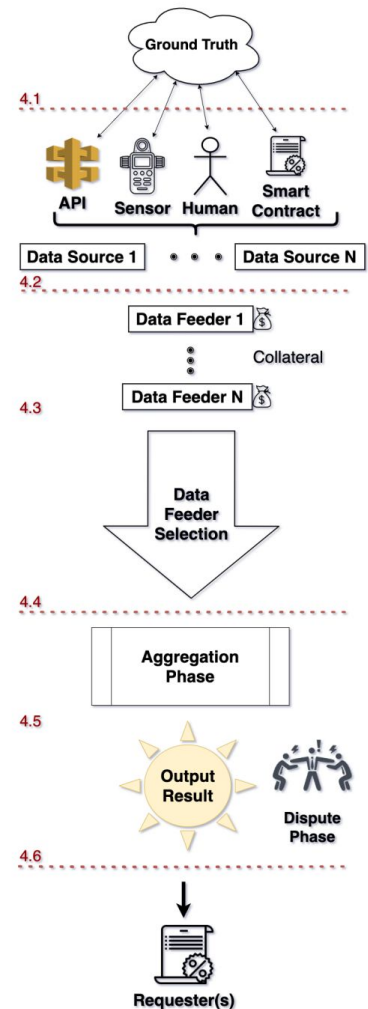 Ground Truth
4.1
API
Sensor
Human
Smart
Contract
Data Source 1
Data Source N
4.2
Data Feeder 1
$
Collateral
Data Feeder N
$
4.3
Data
Feeder
Selection
4.4
Aggregation
Phase
4.5
Output
Result
Dispute
Phase
4.6
Requester(s)